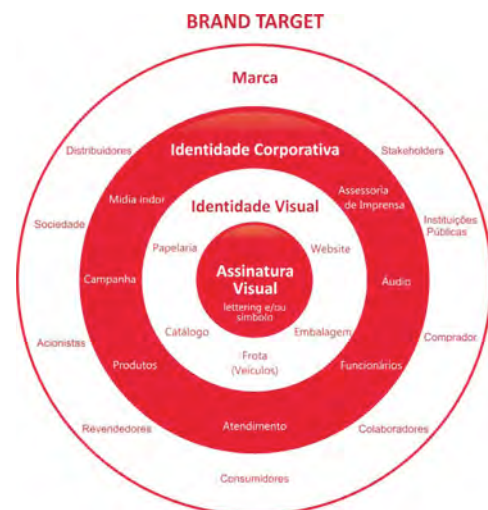 BRAND TARGET
Marca
Distribuidores
Stakeholders
Identidade Corporativa
Mídia indor
Assessoria
de Imprensa
Identidade Visual
Sociedade
Instituições
Públicas
Papelaria
Website
Assinatura
Visual
Campanha
Áudio
lettering e/ou
símbolo
Catálogo
Embalagem
Acionistas
Comprador
Frota
(Veículos)
Produtos
Funcionários
Revendedores
Atendimento
Colaboradores
Consumidores